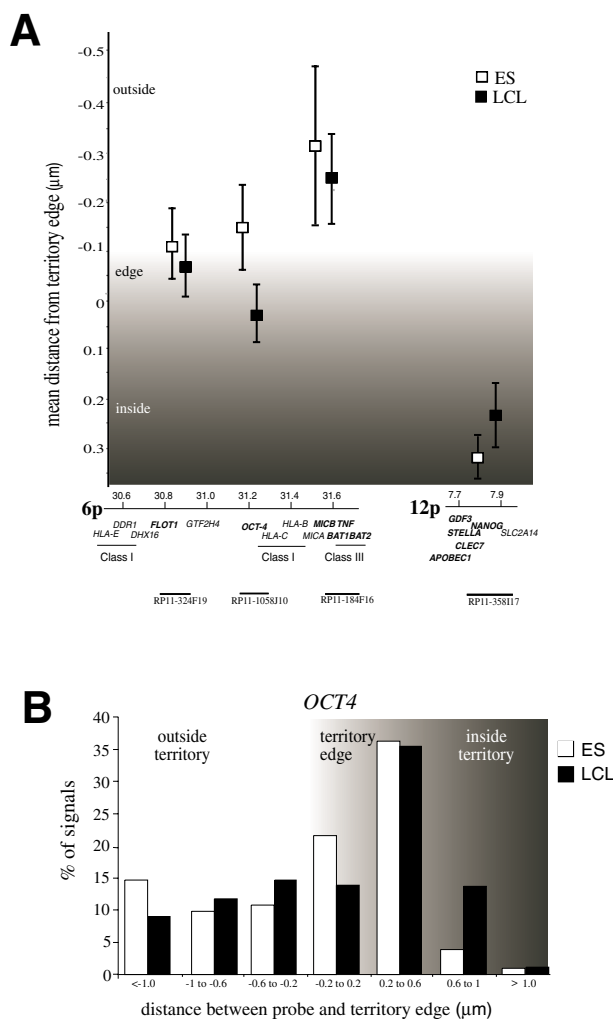 A
-0.5
-0.4
-0.3
-0.2
-0.1
0
0.1
0.2
0.3
mean distance from territory edge (μm)
outside
edge
inside
ES
LCL
30.6 30.8 31.0 31.2 31.4 31.6
7.7 7.9
6p
12p
DDR1 FLOT1 GTF2H4 OCT-4 HLA-B MICB TNF
HLA-E DHX16 HLA-C MICA BAT1 BAT2
Class I Class I Class III
GDF3
NANOG
STELLA SLC2A14
CLEC7
APOBEC1
RP11-324F19 RP11-1058J10 RP11-184F16 RP11-358I17
B
OCT4
40
35
30
25
20
15
10
5
0
% of signals
outside
territory
territory
edge
inside
territory
ES
LCL
<-1.0 -1 to -0.6 -0.6 to -0.2 -0.2 to 0.2 0.2 to 0.6 0.6 to 1 > 1.0
distance between probe and territory edge (μm)